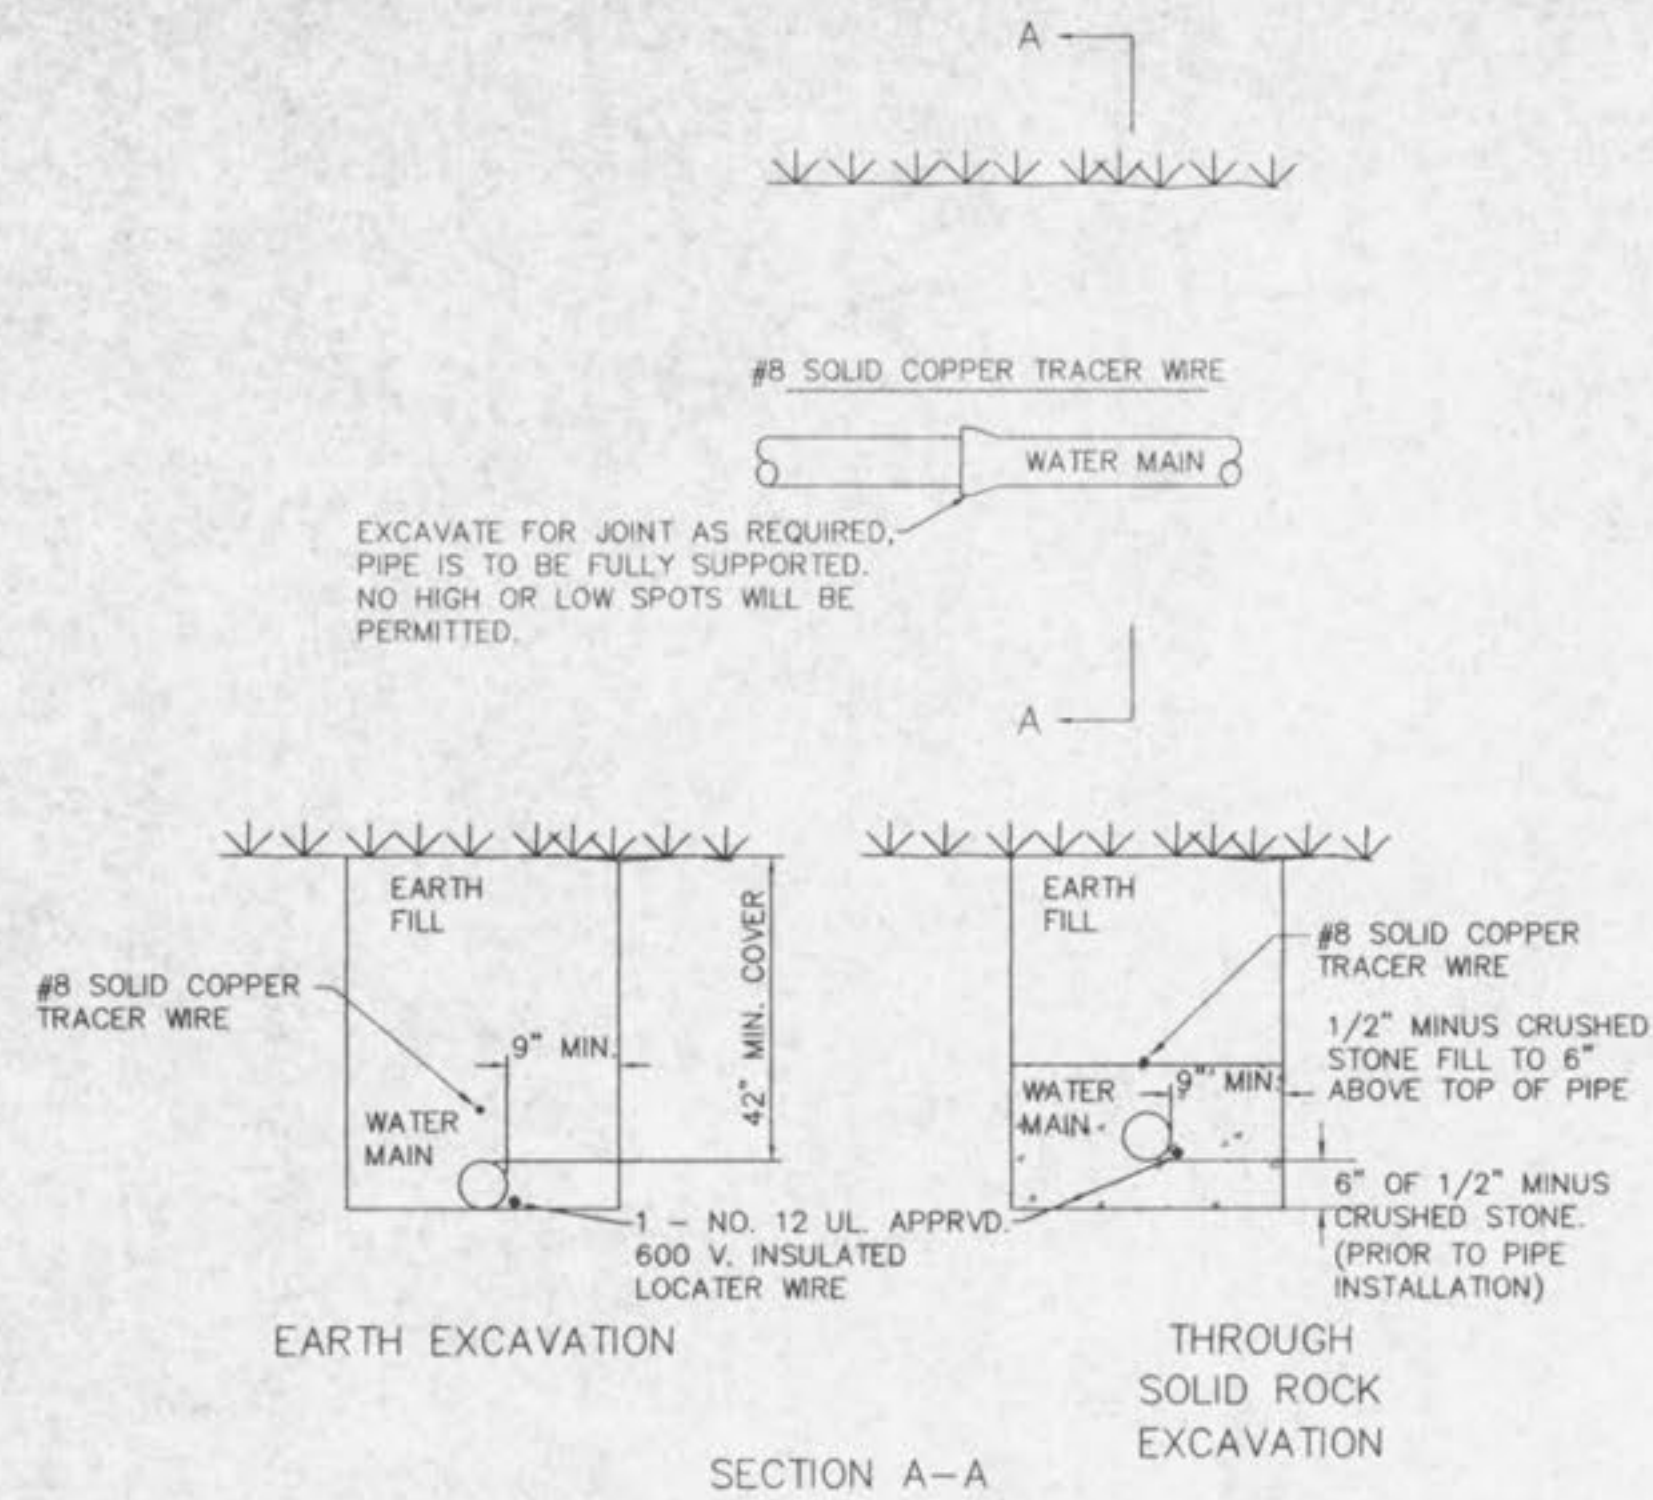 A
#8 SOLID COPPER TRACER WIRE
WATER MAIN
EXCAVATE FOR JOINT AS REQUIRED,
PIPE IS TO BE FULLY SUPPORTED.
NO HIGH OR LOW SPOTS WILL BE
PERMITTED.
A
EARTH
FILL
#8 SOLID COPPER
TRACER WIRE
9" MIN.
42" MIN. COVER
WATER
MAIN
1 - NO. 12 UL. APPRVD.
600 V. INSULATED
LOCATER WIRE
EARTH EXCAVATION
EARTH
FILL
#8 SOLID COPPER
TRACER WIRE
1/2" MINUS CRUSHED
STONE FILL TO 6"
ABOVE TOP OF PIPE
WATER
MAIN
9" MIN.
6" OF 1/2" MINUS
CRUSHED STONE.
(PRIOR TO PIPE
INSTALLATION)
THROUGH
SOLID ROCK
EXCAVATION
SECTION A-A